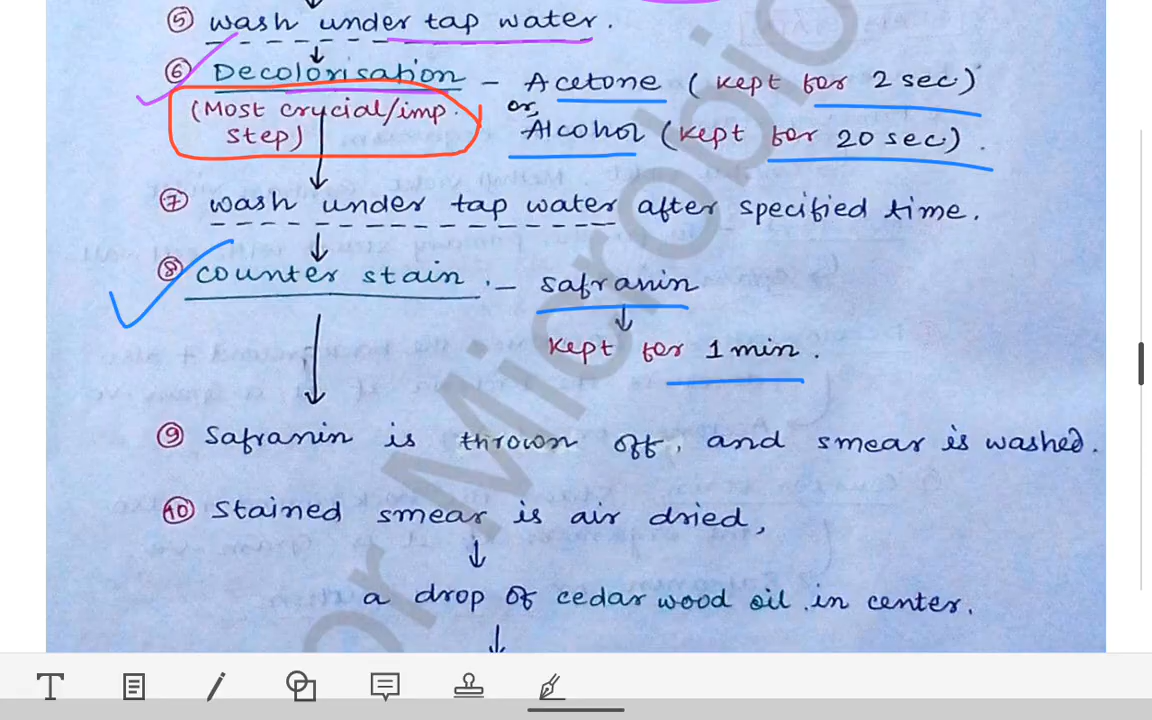 ⑤ wash under tap water.
⑥ Decolorisation - Acetone (kept for 2 sec)
(Most crucial/imp. step)
or,
Alcohol (kept for 20 sec).
⑦ wash under tap water after specified time.
⑧ counter stain. - safranin
kept for 1 min.
⑨ Safranin is thrown off, and smear is washed.
⑩ Stained smear is air dried,
a drop of cedar wood oil in center.
or Microbio
T